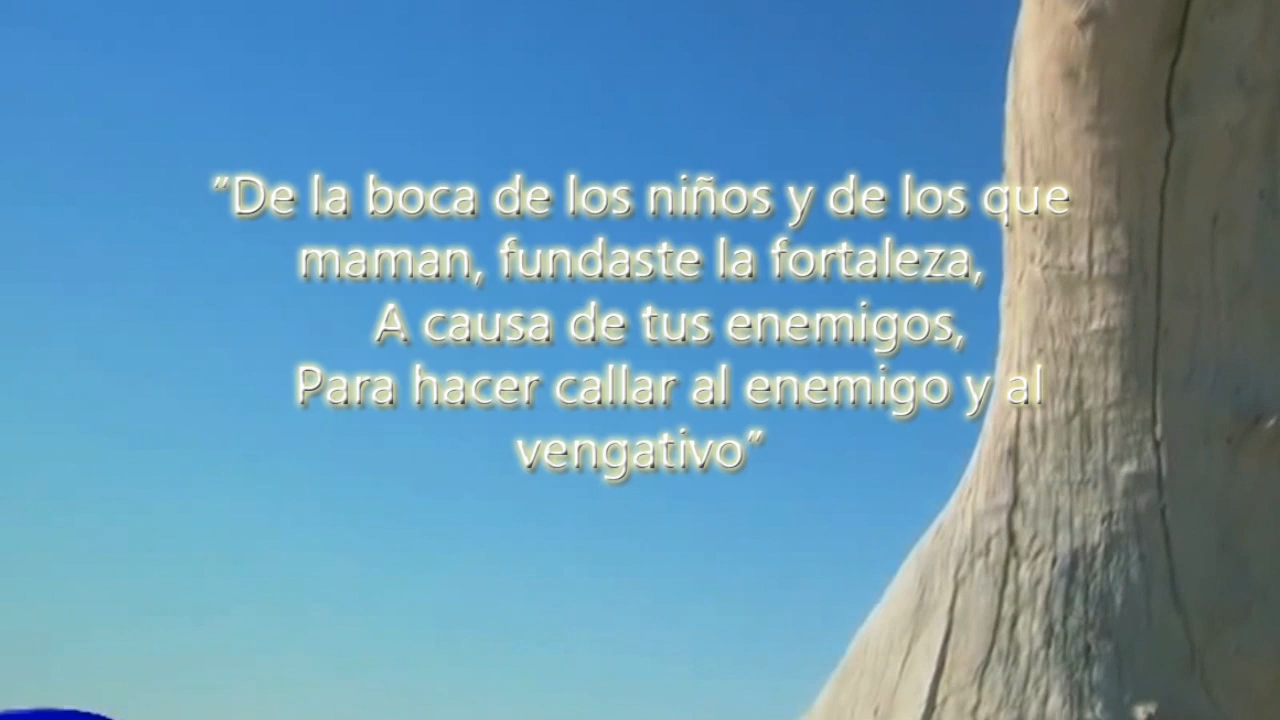 “De la boca de los niños y de los que
maman, fundaste la fortaleza,
A causa de tus enemigos,
Para hacer callar al enemigo y al
vengativo”